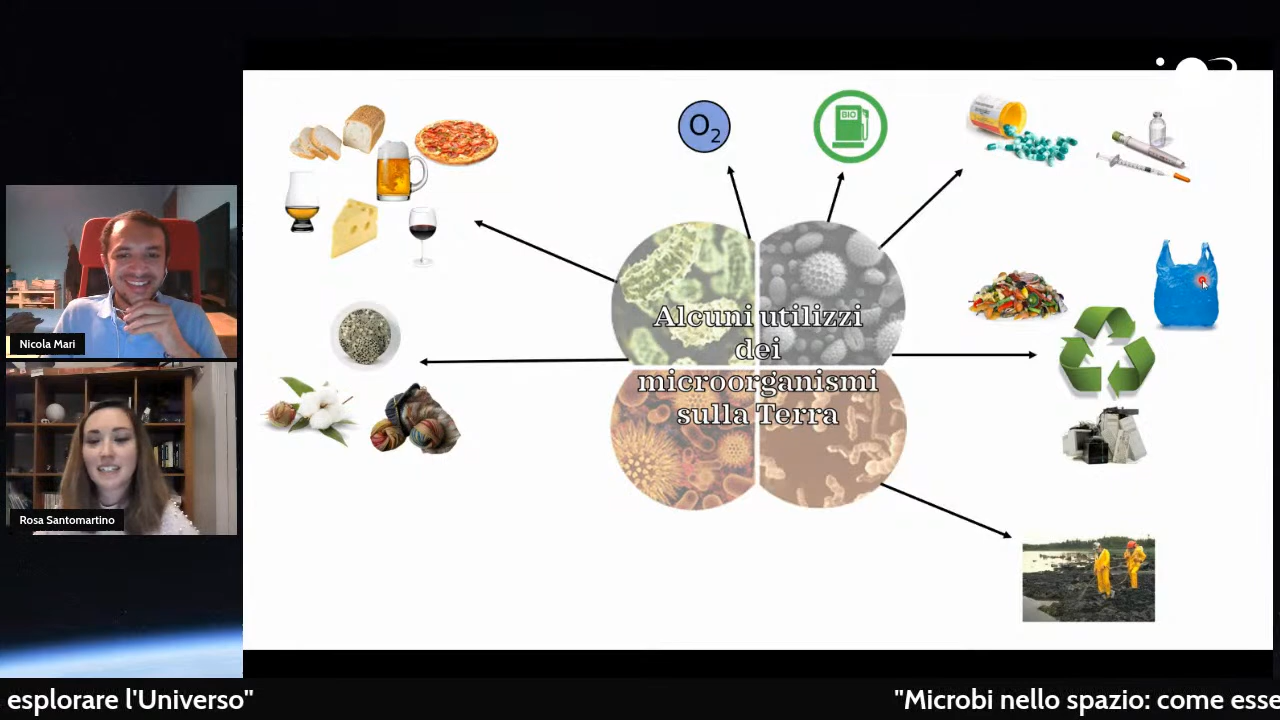 O2
BIO
Alcuni utilizzi
dei
microorganismi
sulla Terra
Nicola Mari
Rosa Santomartino
esplorare l'Universo"
"Microbi nello spazio: come esse